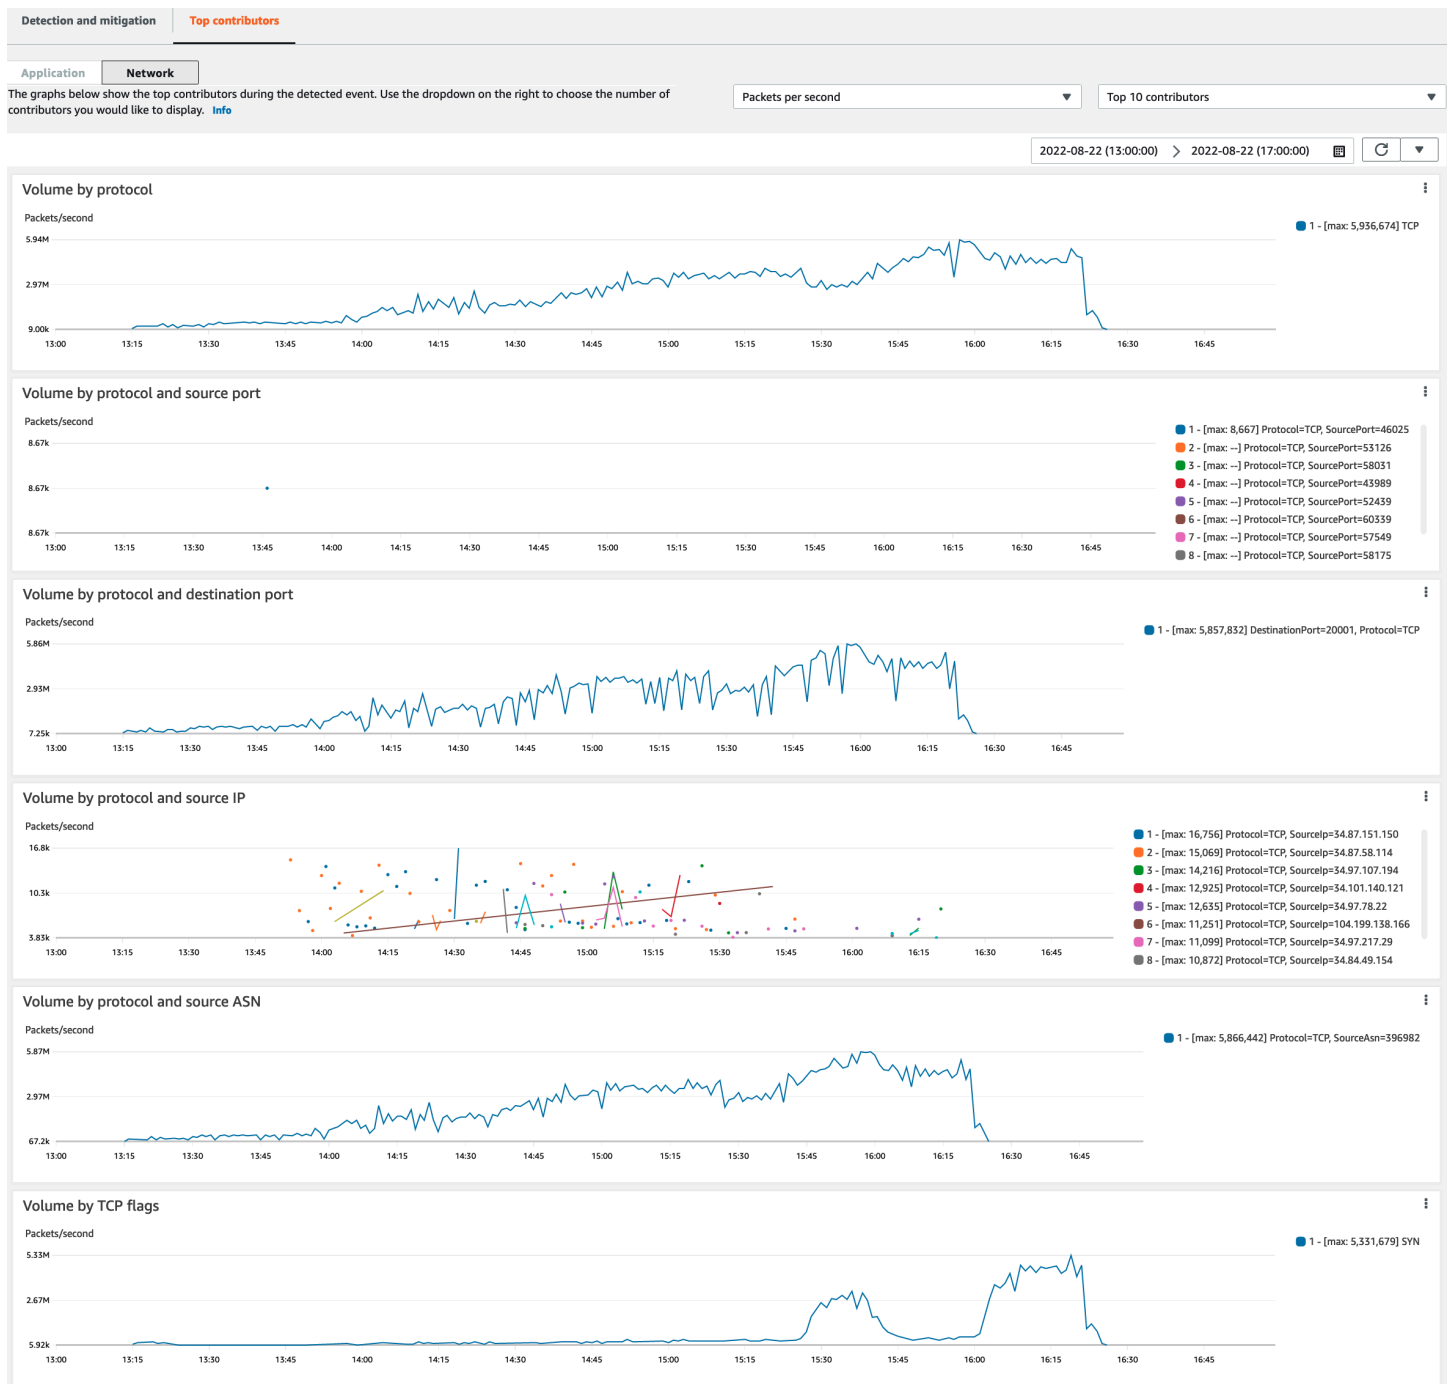 Detection and mitigation
Top contributors
Application
Network
The graphs below show the top contributors during the detected event. Use the dropdown on the right to choose the number of
contributors you would like to display. Info
Packets per second
Top 10 contributors
2022-08-22 (13:00:00) > 2022-08-22 (17:00:00)
Volume by protocol
Packets/second
1 - [max: 5,936,674] TCP
5.94M
2.97M
9.00k
13:00 13:15 13:30 13:45 14:00 14:15 14:30 14:45 15:00 15:15 15:30 15:45 16:00 16:15 16:30 16:45
Volume by protocol and source port
Packets/second
8.67k
8.67k
8.67k
13:00 13:15 13:30 13:45 14:00 14:15 14:30 14:45 15:00 15:15 15:30 15:45 16:00 16:15 16:30 16:45
1 - [max: 8,667] Protocol=TCP, SourcePort=46025
2 - [max: --] Protocol=TCP, SourcePort=53126
3 - [max: --] Protocol=TCP, SourcePort=58031
4 - [max: --] Protocol=TCP, SourcePort=43989
5 - [max: --] Protocol=TCP, SourcePort=52439
6 - [max: --] Protocol=TCP, SourcePort=60339
7 - [max: --] Protocol=TCP, SourcePort=57549
8 - [max: --] Protocol=TCP, SourcePort=58175
Volume by protocol and destination port
Packets/second
1 - [max: 5,857,832] DestinationPort=20001, Protocol=TCP
5.86M
2.93M
7.25k
13:00 13:15 13:30 13:45 14:00 14:15 14:30 14:45 15:00 15:15 15:30 15:45 16:00 16:15 16:30 16:45
Volume by protocol and source IP
Packets/second
16.8k
10.3k
3.83k
13:00 13:15 13:30 13:45 14:00 14:15 14:30 14:45 15:00 15:15 15:30 15:45 16:00 16:15 16:30 16:45
1 - [max: 16,756] Protocol=TCP, SourceIp=34.87.151.150
2 - [max: 15,069] Protocol=TCP, SourceIp=34.87.58.114
3 - [max: 14,216] Protocol=TCP, SourceIp=34.97.107.194
4 - [max: 12,925] Protocol=TCP, SourceIp=34.101.140.121
5 - [max: 12,635] Protocol=TCP, SourceIp=34.97.78.22
6 - [max: 11,251] Protocol=TCP, SourceIp=104.199.138.166
7 - [max: 11,099] Protocol=TCP, SourceIp=34.97.217.29
8 - [max: 10,872] Protocol=TCP, SourceIp=34.84.49.154
Volume by protocol and source ASN
Packets/second
1 - [max: 5,866,442] Protocol=TCP, SourceAsn=396982
5.87M
2.97M
67.2k
13:00 13:15 13:30 13:45 14:00 14:15 14:30 14:45 15:00 15:15 15:30 15:45 16:00 16:15 16:30 16:45
Volume by TCP flags
Packets/second
1 - [max: 5,331,679] SYN
5.33M
2.67M
5.92k
13:00 13:15 13:30 13:45 14:00 14:15 14:30 14:45 15:00 15:15 15:30 15:45 16:00 16:15 16:30 16:45